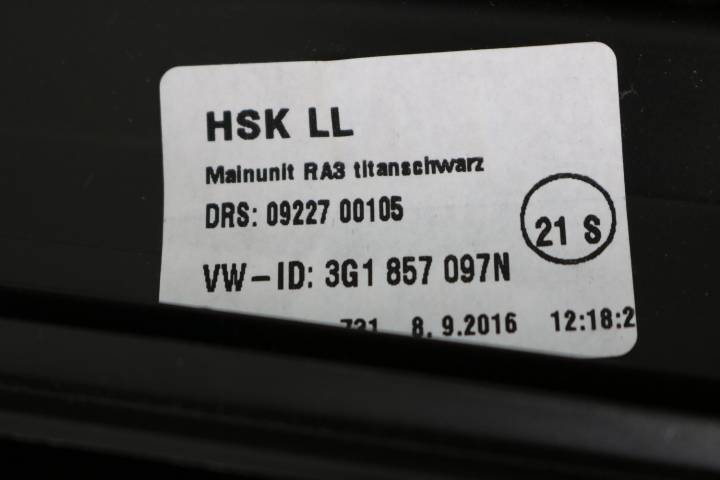 HSK LL
Mainunit RA3 titanschwarz
DRS: 09227 00105
21 S
VW-ID: 3G1 857 097N
8. 9.2016 12:18:2